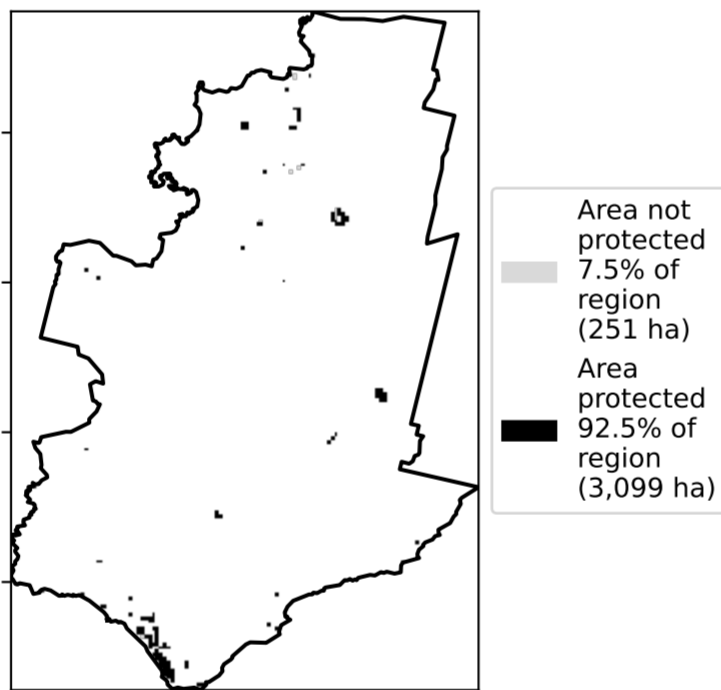 Area not
protected
7.5% of
region
(251 ha)
Area
protected
92.5% of
region
(3,099 ha)